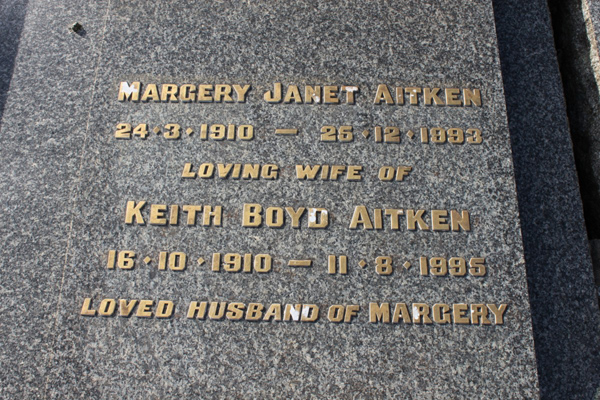 MARGERY JANET AITKEN
24·3·1910 — 25·12·1993
LOVING WIFE OF
KEITH BOYD AITKEN
16·10·1910 — 11·8·1995
LOVED HUSBAND OF MARGERY